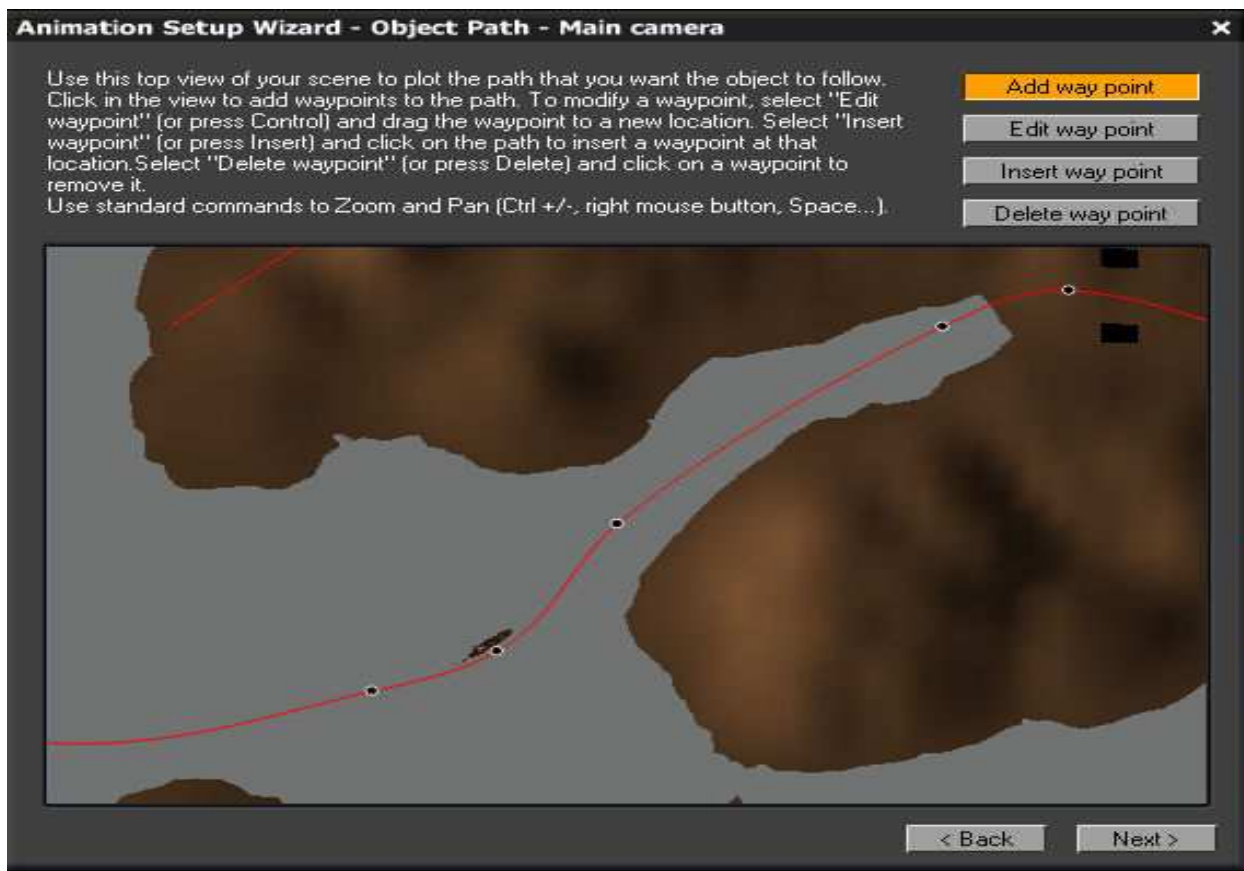 Animation Setup Wizard - Object Path - Main camera
Use this top view of your scene to plot the path that you want the object to follow.
Click in the view to add waypoints to the path. To modify a waypoint, select "Edit
waypoint" (or press Control) and drag the waypoint to a new location. Select "Insert
waypoint" (or press Insert) and click on the path to insert a waypoint at that
location.Select "Delete waypoint" (or press Delete) and click on a waypoint to
remove it.
Use standard commands to Zoom and Pan (Ctrl +/-, right mouse button, Space...).
Add way point
Edit way point
Insert way point
Delete way point
< Back
Next >